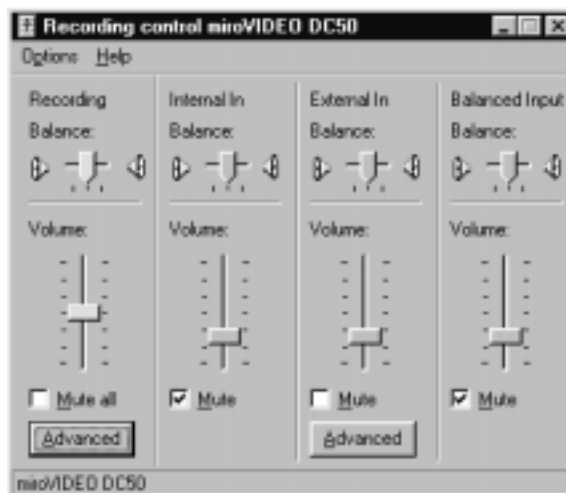 Recording control miroVIDEO DC50
Options Help
Recording Internal In External In Balanced Input
Balance: Balance: Balance: Balance:
Volume: Volume: Volume: Volume:
Mute all Mute Mute Mute
Advanced Advanced
miroVIDEO DC50